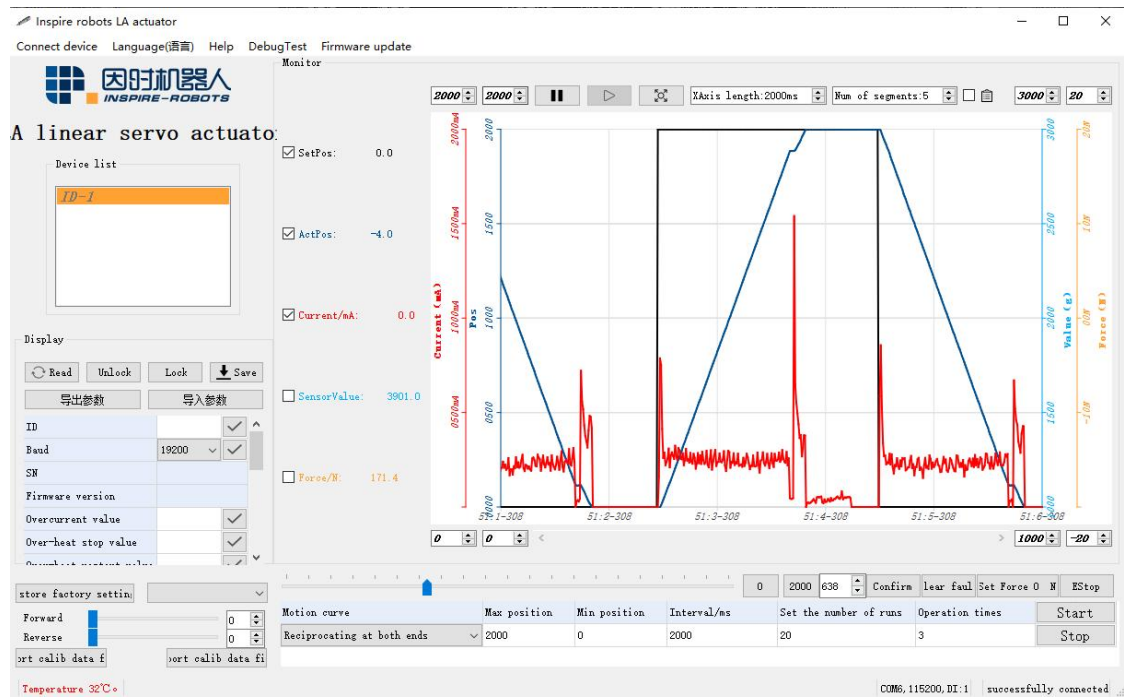 Inspire robots LA actuator
Connect device Language(语言) Help DebugTest Firmware update
因时机器人
INSPIRE-ROBOTS
A linear servo actuato
Device list
ID-1
Display
Read Unlock Lock Save
导出参数 导入参数
ID
Baud 19200
SN
Firmware version
Overcurrent value
Over-heat stop value
store factory settin
Forward 0
Reverse 0
ort calib data f ort calib data fi
Monitor
2000 2000 XAxis length:2000ms Num of segments:5 3000 20
SetPos: 0.0
ActPos: -4.0
Current/mA: 0.0
SensorValue: 3901.0
Force/N: 171.4
Current (mA)
2000mA
1500mA
1000mA
0500mA
Pos
2000
1500
1000
0500
0000
Value (g)
3000
2500
2000
1500
1000
Force (N)
20N
10N
00N
-10N
51:1-308 51:2-308 51:3-308 51:4-308 51:5-308 51:6-308
0 0 < > 1000 -20
0 2000 638 Confirm lear faul Set Force 0 N EStop
Motion curve Max position Min position Interval/ms Set the number of runs Operation times Start
Reciprocating at both ends 2000 0 2000 20 3 Stop
Temperature 32℃。 COM6, 115200, DI:1 successfully connected